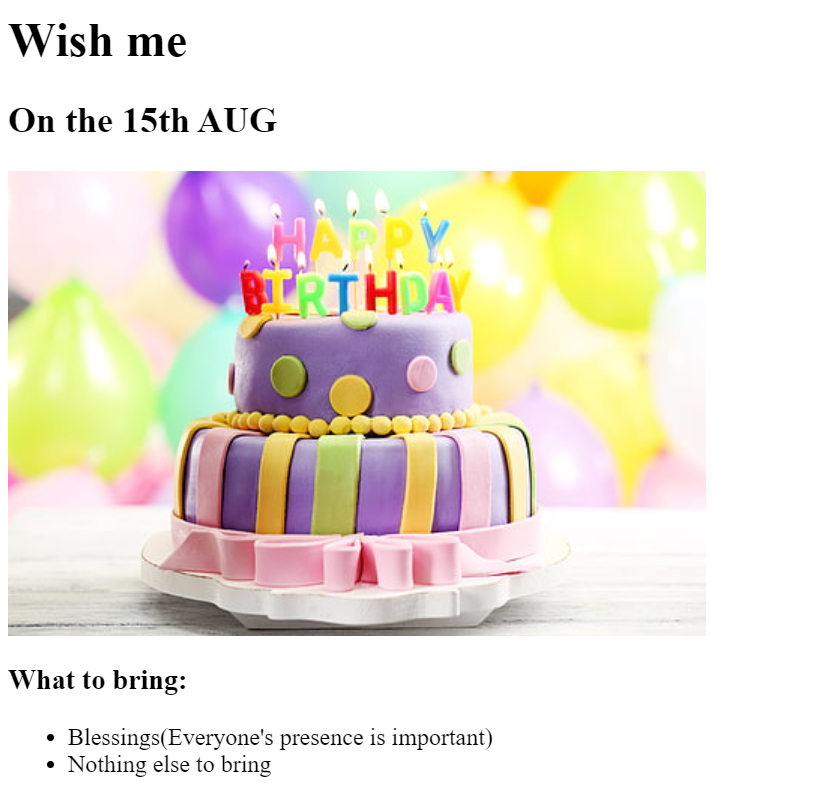 Wish me
On the 15th AUG
HAPPY
BIRTHDAY
What to bring:
Blessings(Everyone's presence is important)
Nothing else to bring